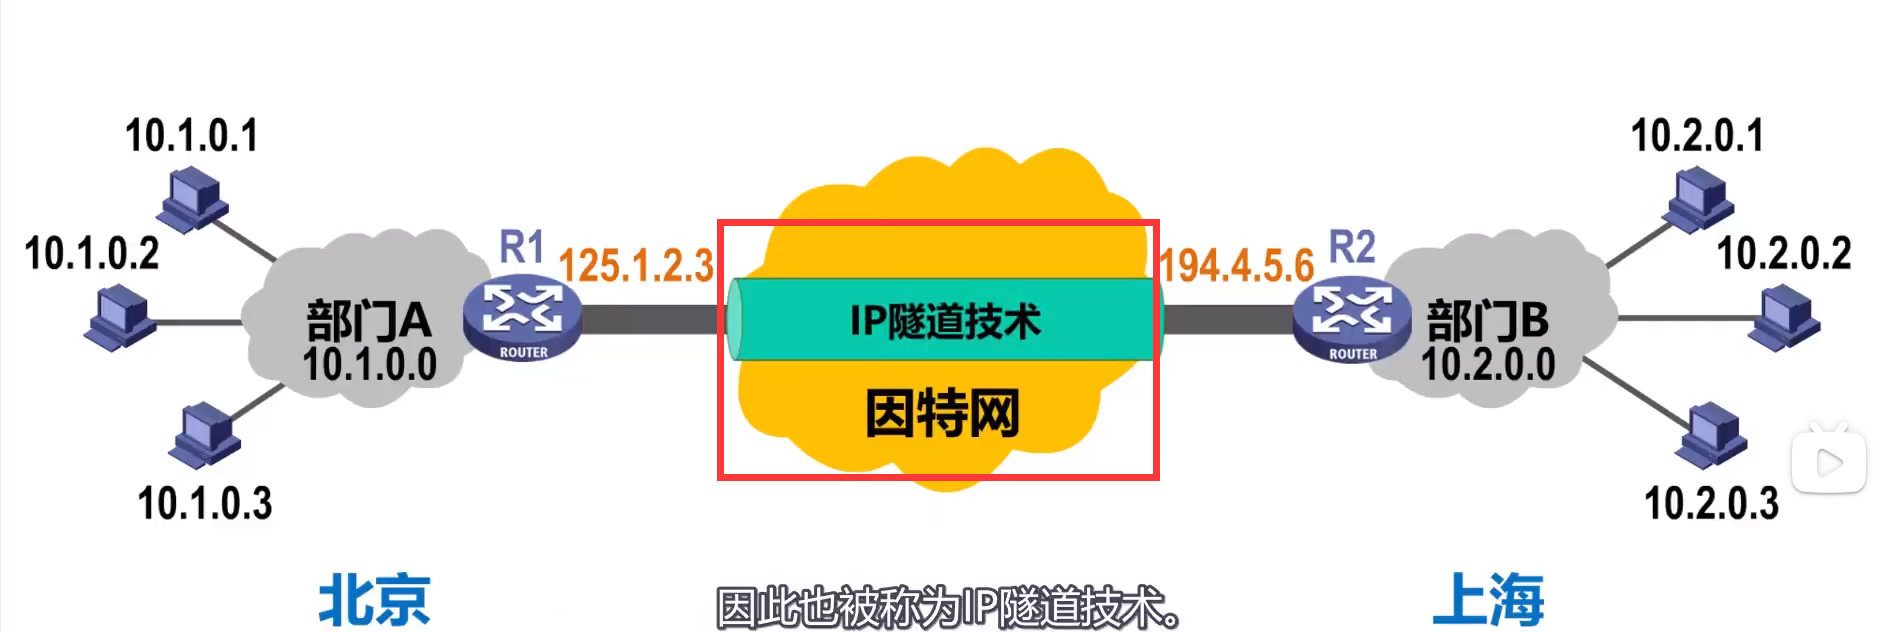 10.1.0.1
10.2.0.1
10.1.0.2
R1
125.1.2.3
194.4.5.6
R2
10.2.0.2
部门A
10.1.0.0
ROUTER
IP隧道技术
因特网
ROUTER
部门B
10.2.0.0
10.1.0.3
10.2.0.3
北京
因此也被称为IP隧道技术。
上海